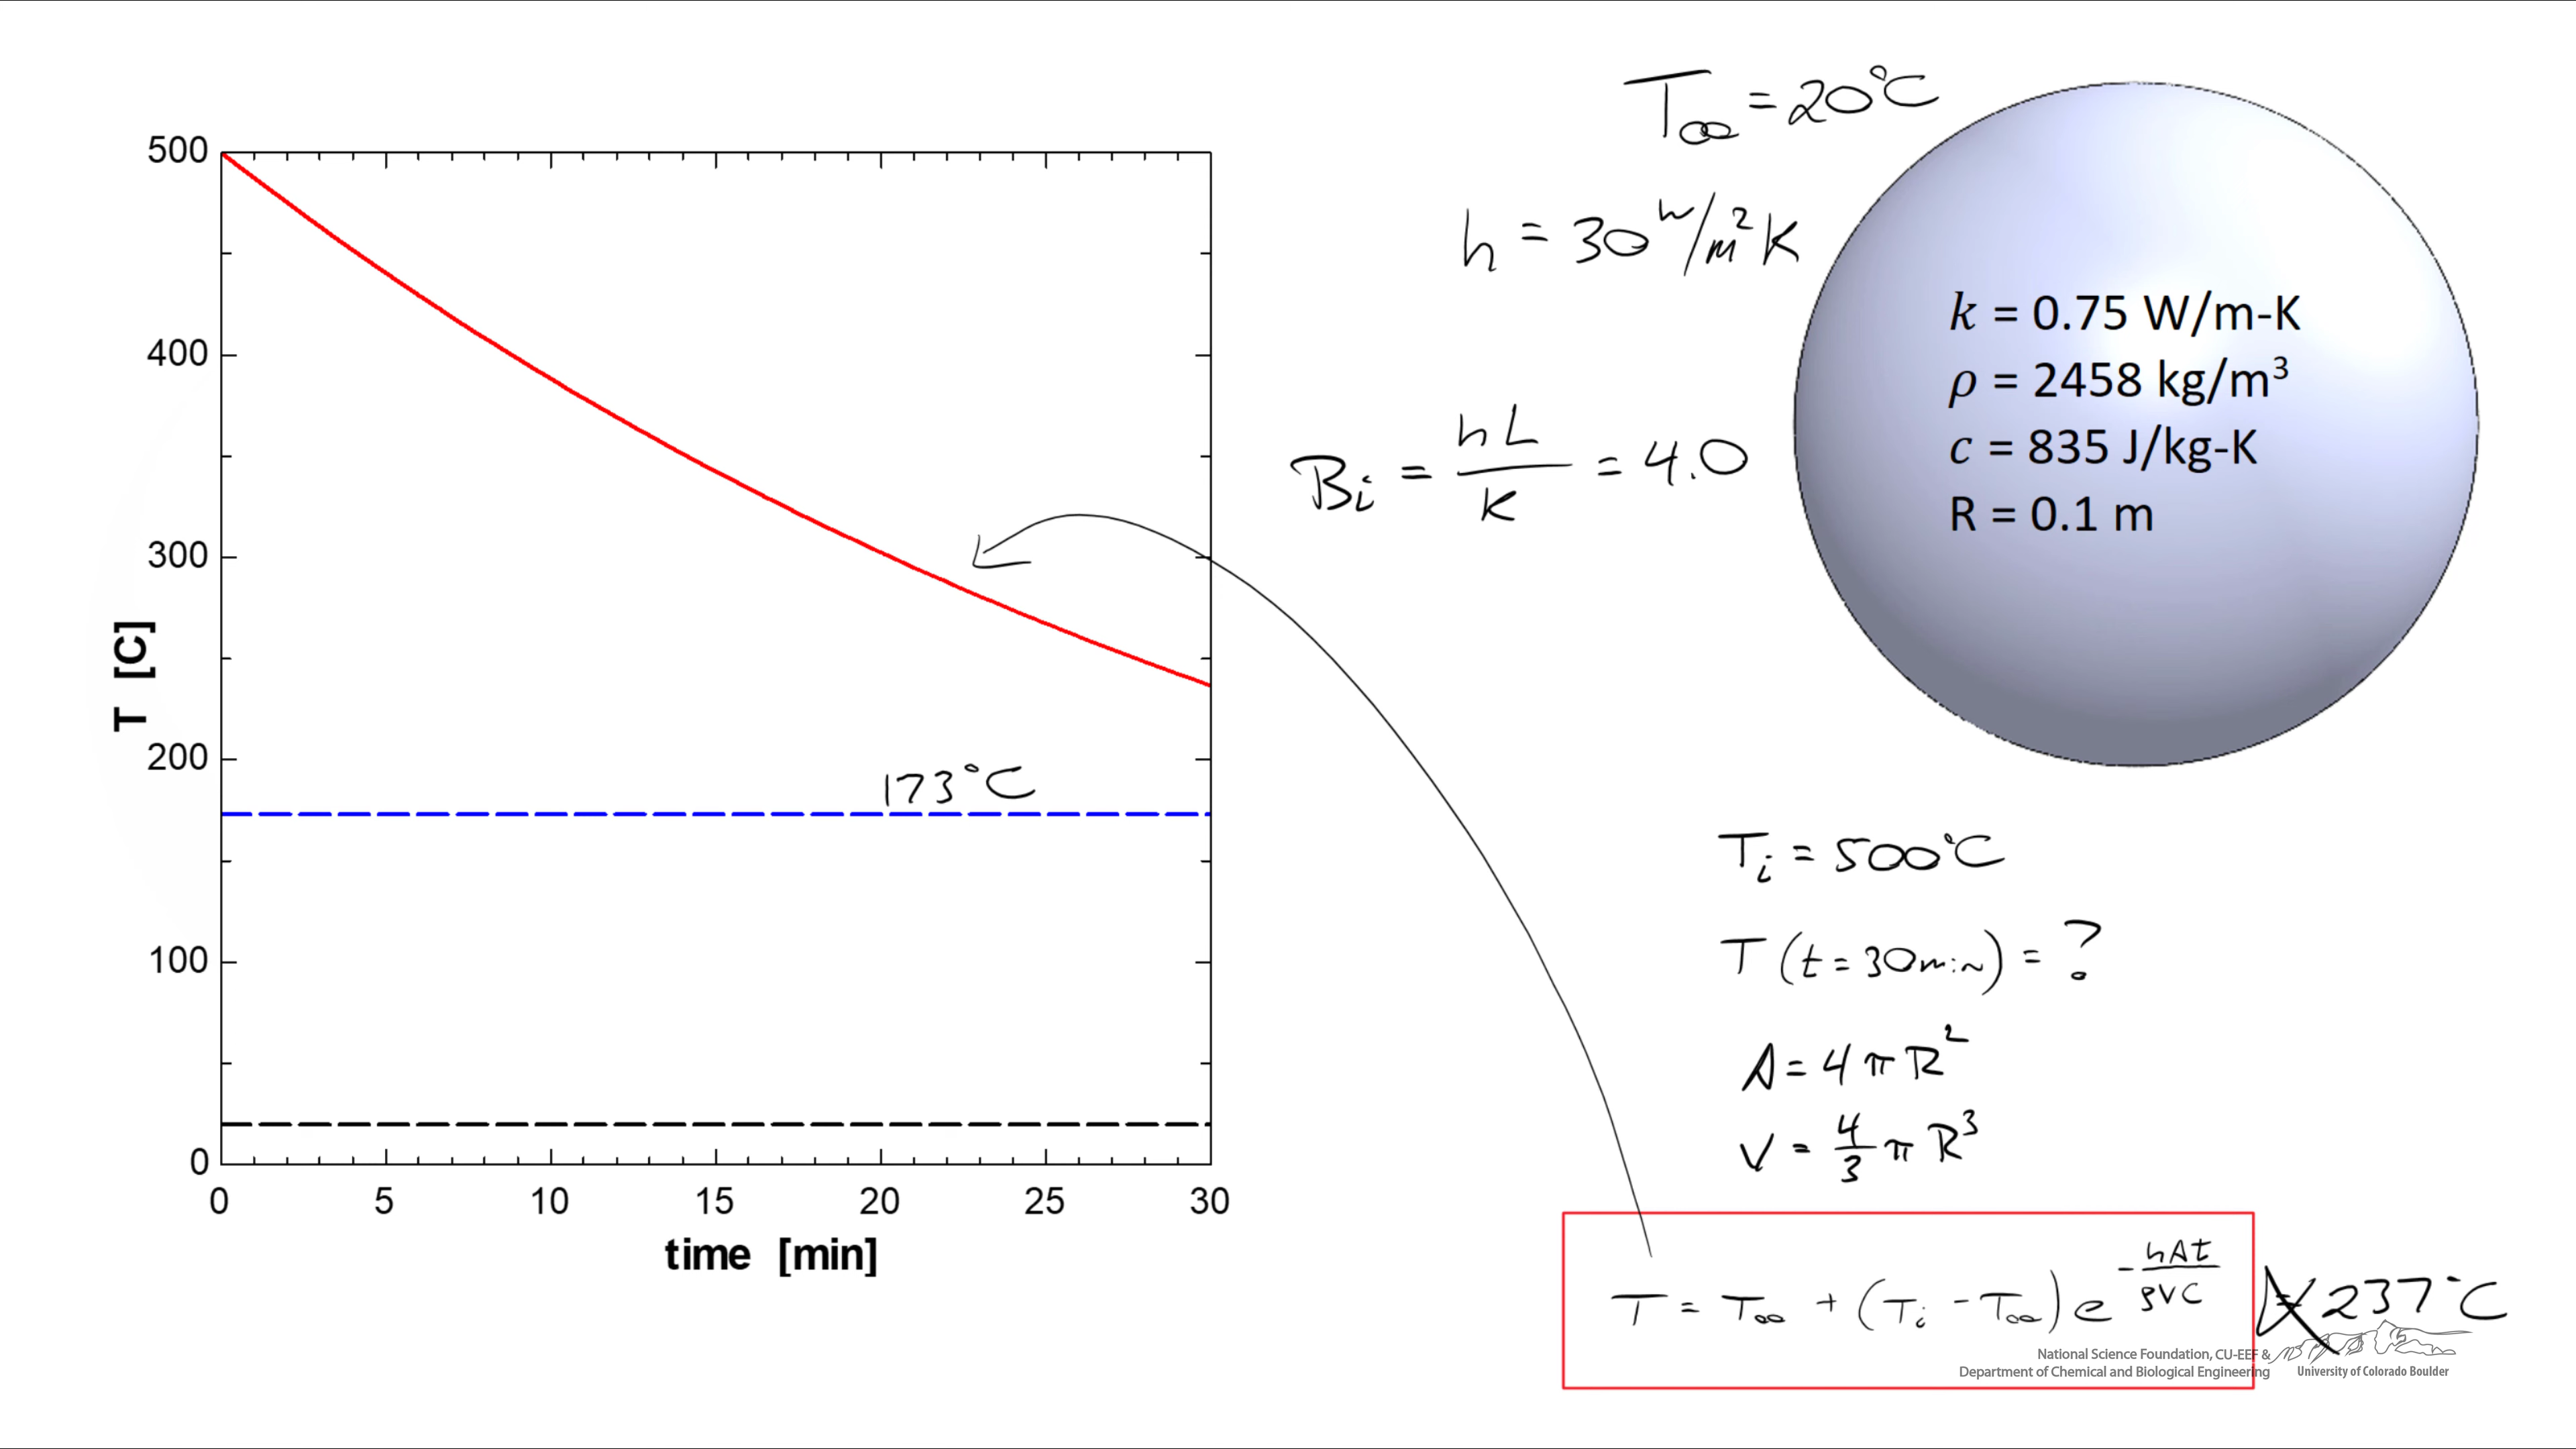 T∞ = 20°C
h = 30 W/m²K
k = 0.75 W/m-K
ρ = 2458 kg/m³
c = 835 J/kg-K
R = 0.1 m
Bi = hL/k = 4.0
500
400
300
200
100
0
T [C]
173°C
0 5 10 15 20 25 30
time [min]
Ti = 500°C
T(t = 30min) = ?
A = 4πR²
V = 4/3 πR³
T = T∞ + (Ti - T∞)e^(-hAt/ρVC)
237°C
National Science Foundation, CU-EEF &
Department of Chemical and Biological Engineering
University of Colorado Boulder